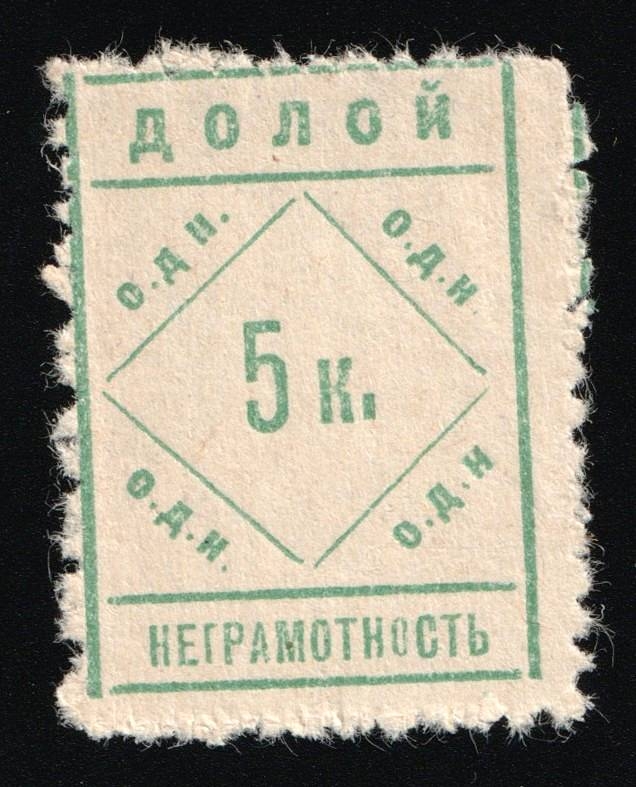 ДОЛОЙ
О.Д Н.
О.Д.Н.
5 К.
О.Д.Н.
О.Д.Н
НЕГРАМОТНОСТЬ